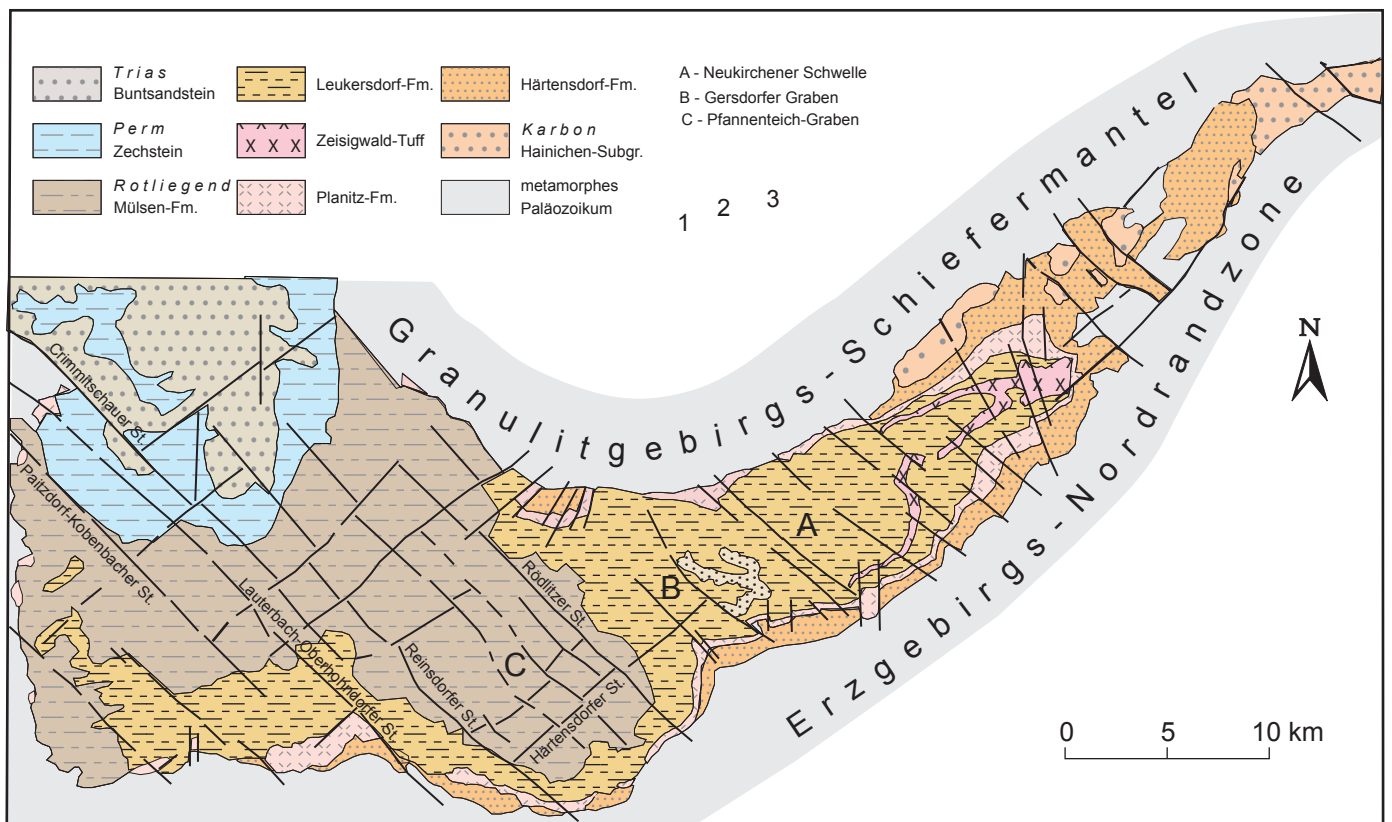 Trias
Buntsandstein
Perm
Zechstein
Rotliegend
Mülsen-Fm.
Leukersdorf-Fm.
Zeisigwald-Tuff
Planitz-Fm.
Härtensdorf-Fm.
Karbon
Hainichen-Subgr.
metamorphes
Paläozoikum
A - Neukirchener Schwelle
B - Gersdorfer Graben
C - Pfannenteich-Graben
1 2 3
Granulitgebirgs-Schiefermantel
Erzgebirgs-Nordrandzone
N
Crimmitschauer St.
Paitzdorf-Kobenbacher St.
Lauterbach-Oberhohndorfer St.
Reinsdorfer St.
Rödlitzer St.
Härtensdorfer St.
A
B
C
0 5 10 km